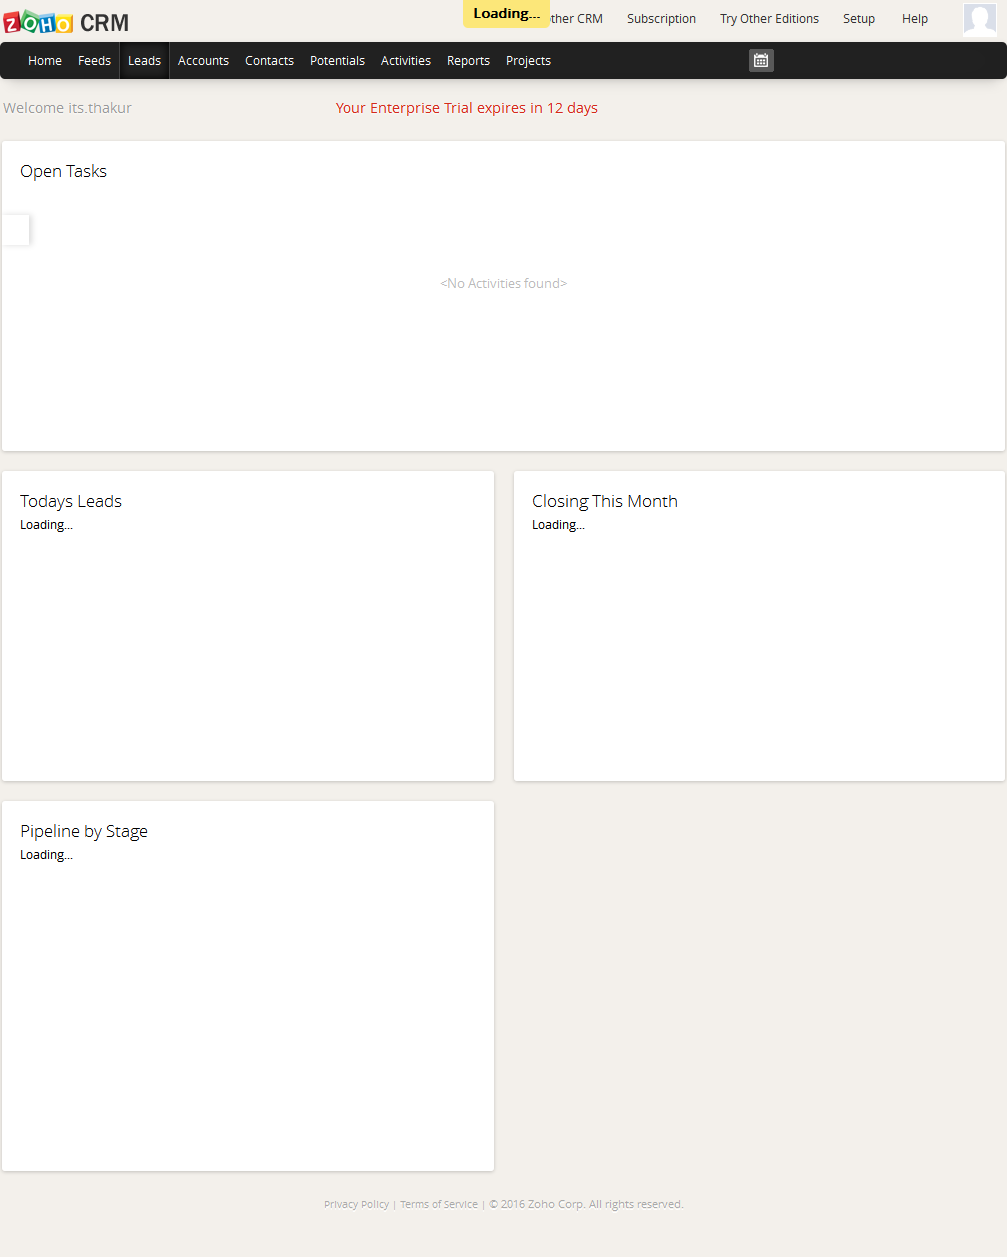 ZOHO CRM
Loading... other CRM Subscription Try Other Editions Setup Help
Home Feeds Leads Accounts Contacts Potentials Activities Reports Projects
Welcome its.thakur
Your Enterprise Trial expires in 12 days
Open Tasks
<No Activities found>
Todays Leads
Loading...
Closing This Month
Loading...
Pipeline by Stage
Loading...
Privacy Policy | Terms of Service | © 2016 Zoho Corp. All rights reserved.